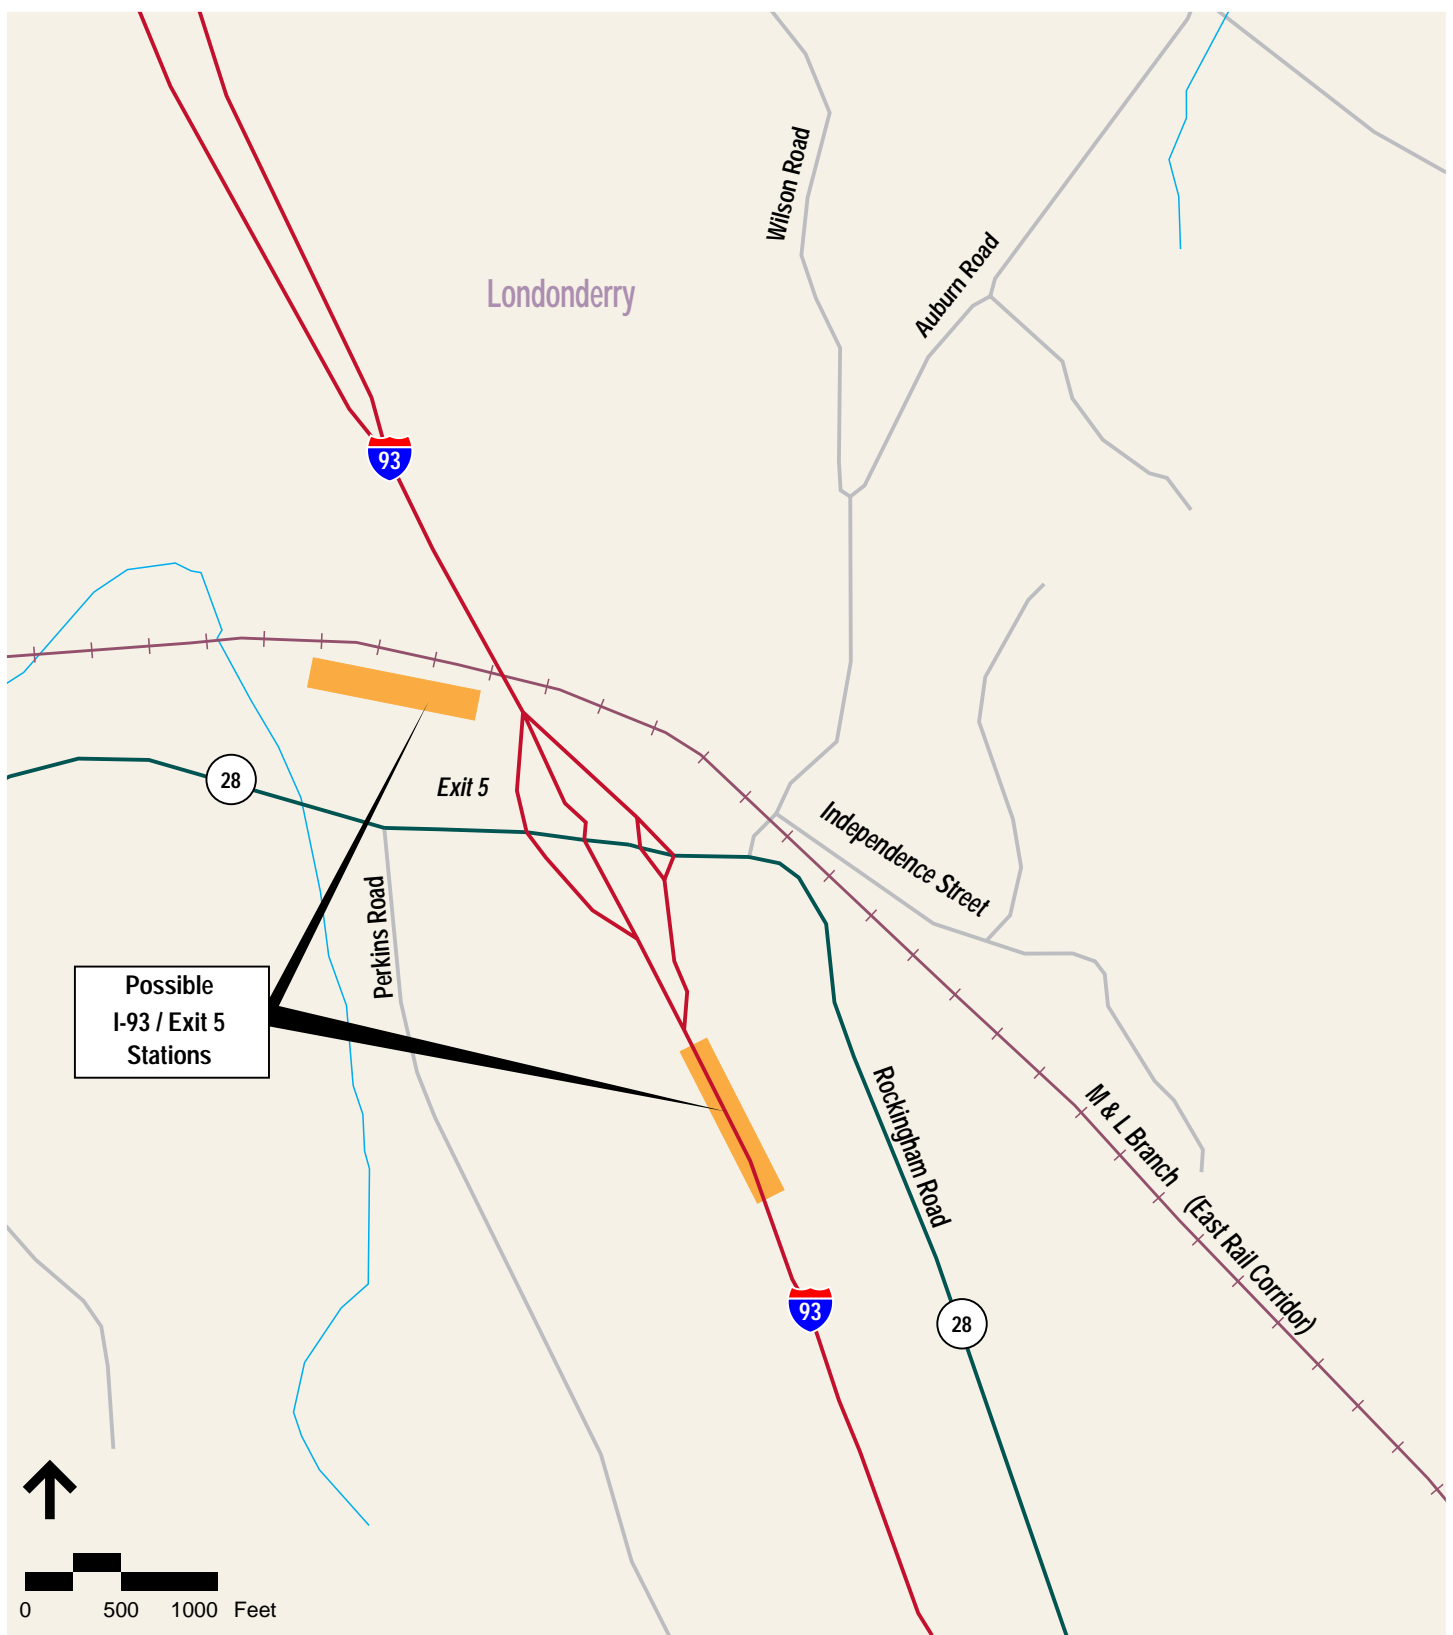 Wilson Road
Auburn Road
Londonderry
93
28
Exit 5
Independence Street
Perkins Road
Possible
I-93 / Exit 5
Stations
Rockingham Road
M & L Branch (East Rail Corridor)
93
28
0 500 1000 Feet